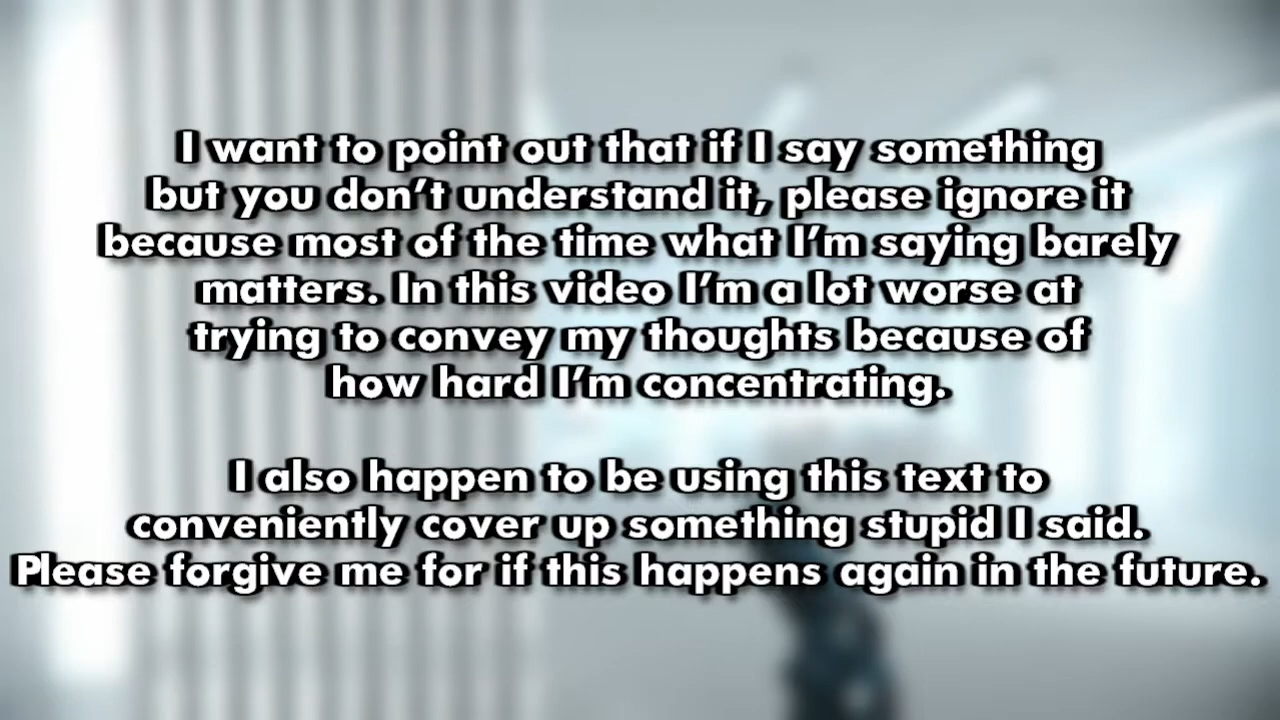 I want to point out that if I say something
but you don't understand it, please ignore it
because most of the time what I'm saying barely
matters. In this video I'm a lot worse at
trying to convey my thoughts because of
how hard I'm concentrating.
I also happen to be using this text to
conveniently cover up something stupid I said.
Please forgive me for if this happens again in the future.